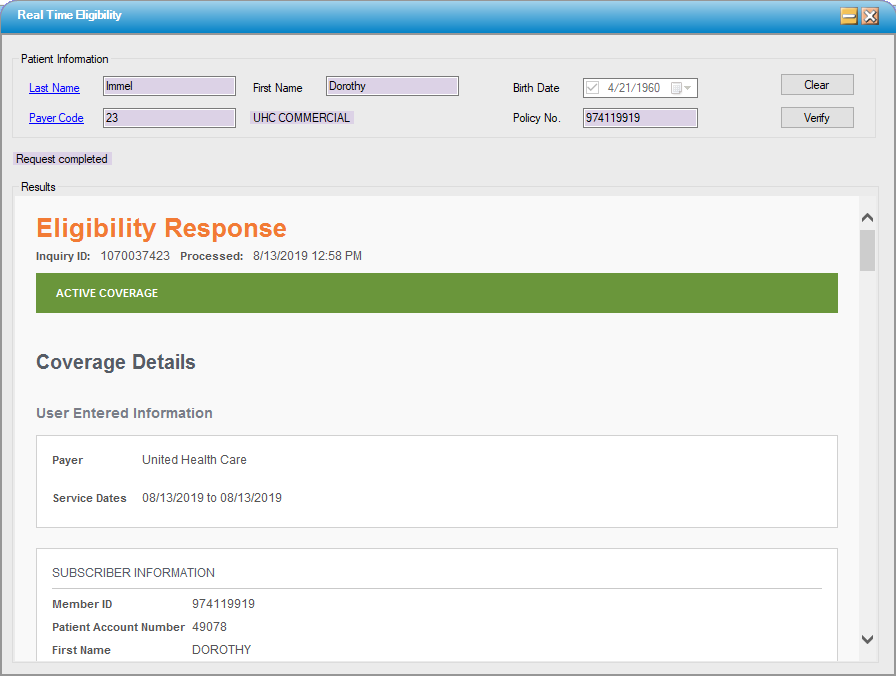 Real Time Eligibility
Patient Information
Last Name Immel First Name Dorothy Birth Date 4/21/1960 Clear
Payer Code 23 UHC COMMERCIAL Policy No. 974119919 Verify
Request completed
Results
Eligibility Response
Inquiry ID: 1070037423 Processed: 8/13/2019 12:58 PM
ACTIVE COVERAGE
Coverage Details
User Entered Information
Payer United Health Care
Service Dates 08/13/2019 to 08/13/2019
SUBSCRIBER INFORMATION
Member ID 974119919
Patient Account Number 49078
First Name DOROTHY